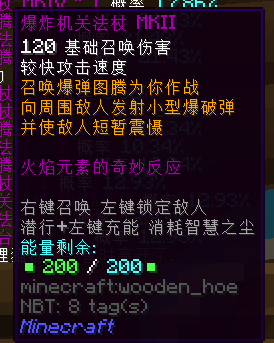 爆炸机关法杖 MKII
120 基础召唤伤害
较快攻击速度
召唤爆弹图腾为你作战
向周围敌人发射小型爆破弹
并使敌人短暂震慑
火焰元素的奇妙反应
右键召唤 左键锁定敌人
潜行+左键充能 消耗智慧之尘
能量剩余:
200 / 200
minecraft:wooden_hoe
NBT: 8 tag(s)
Minecraft